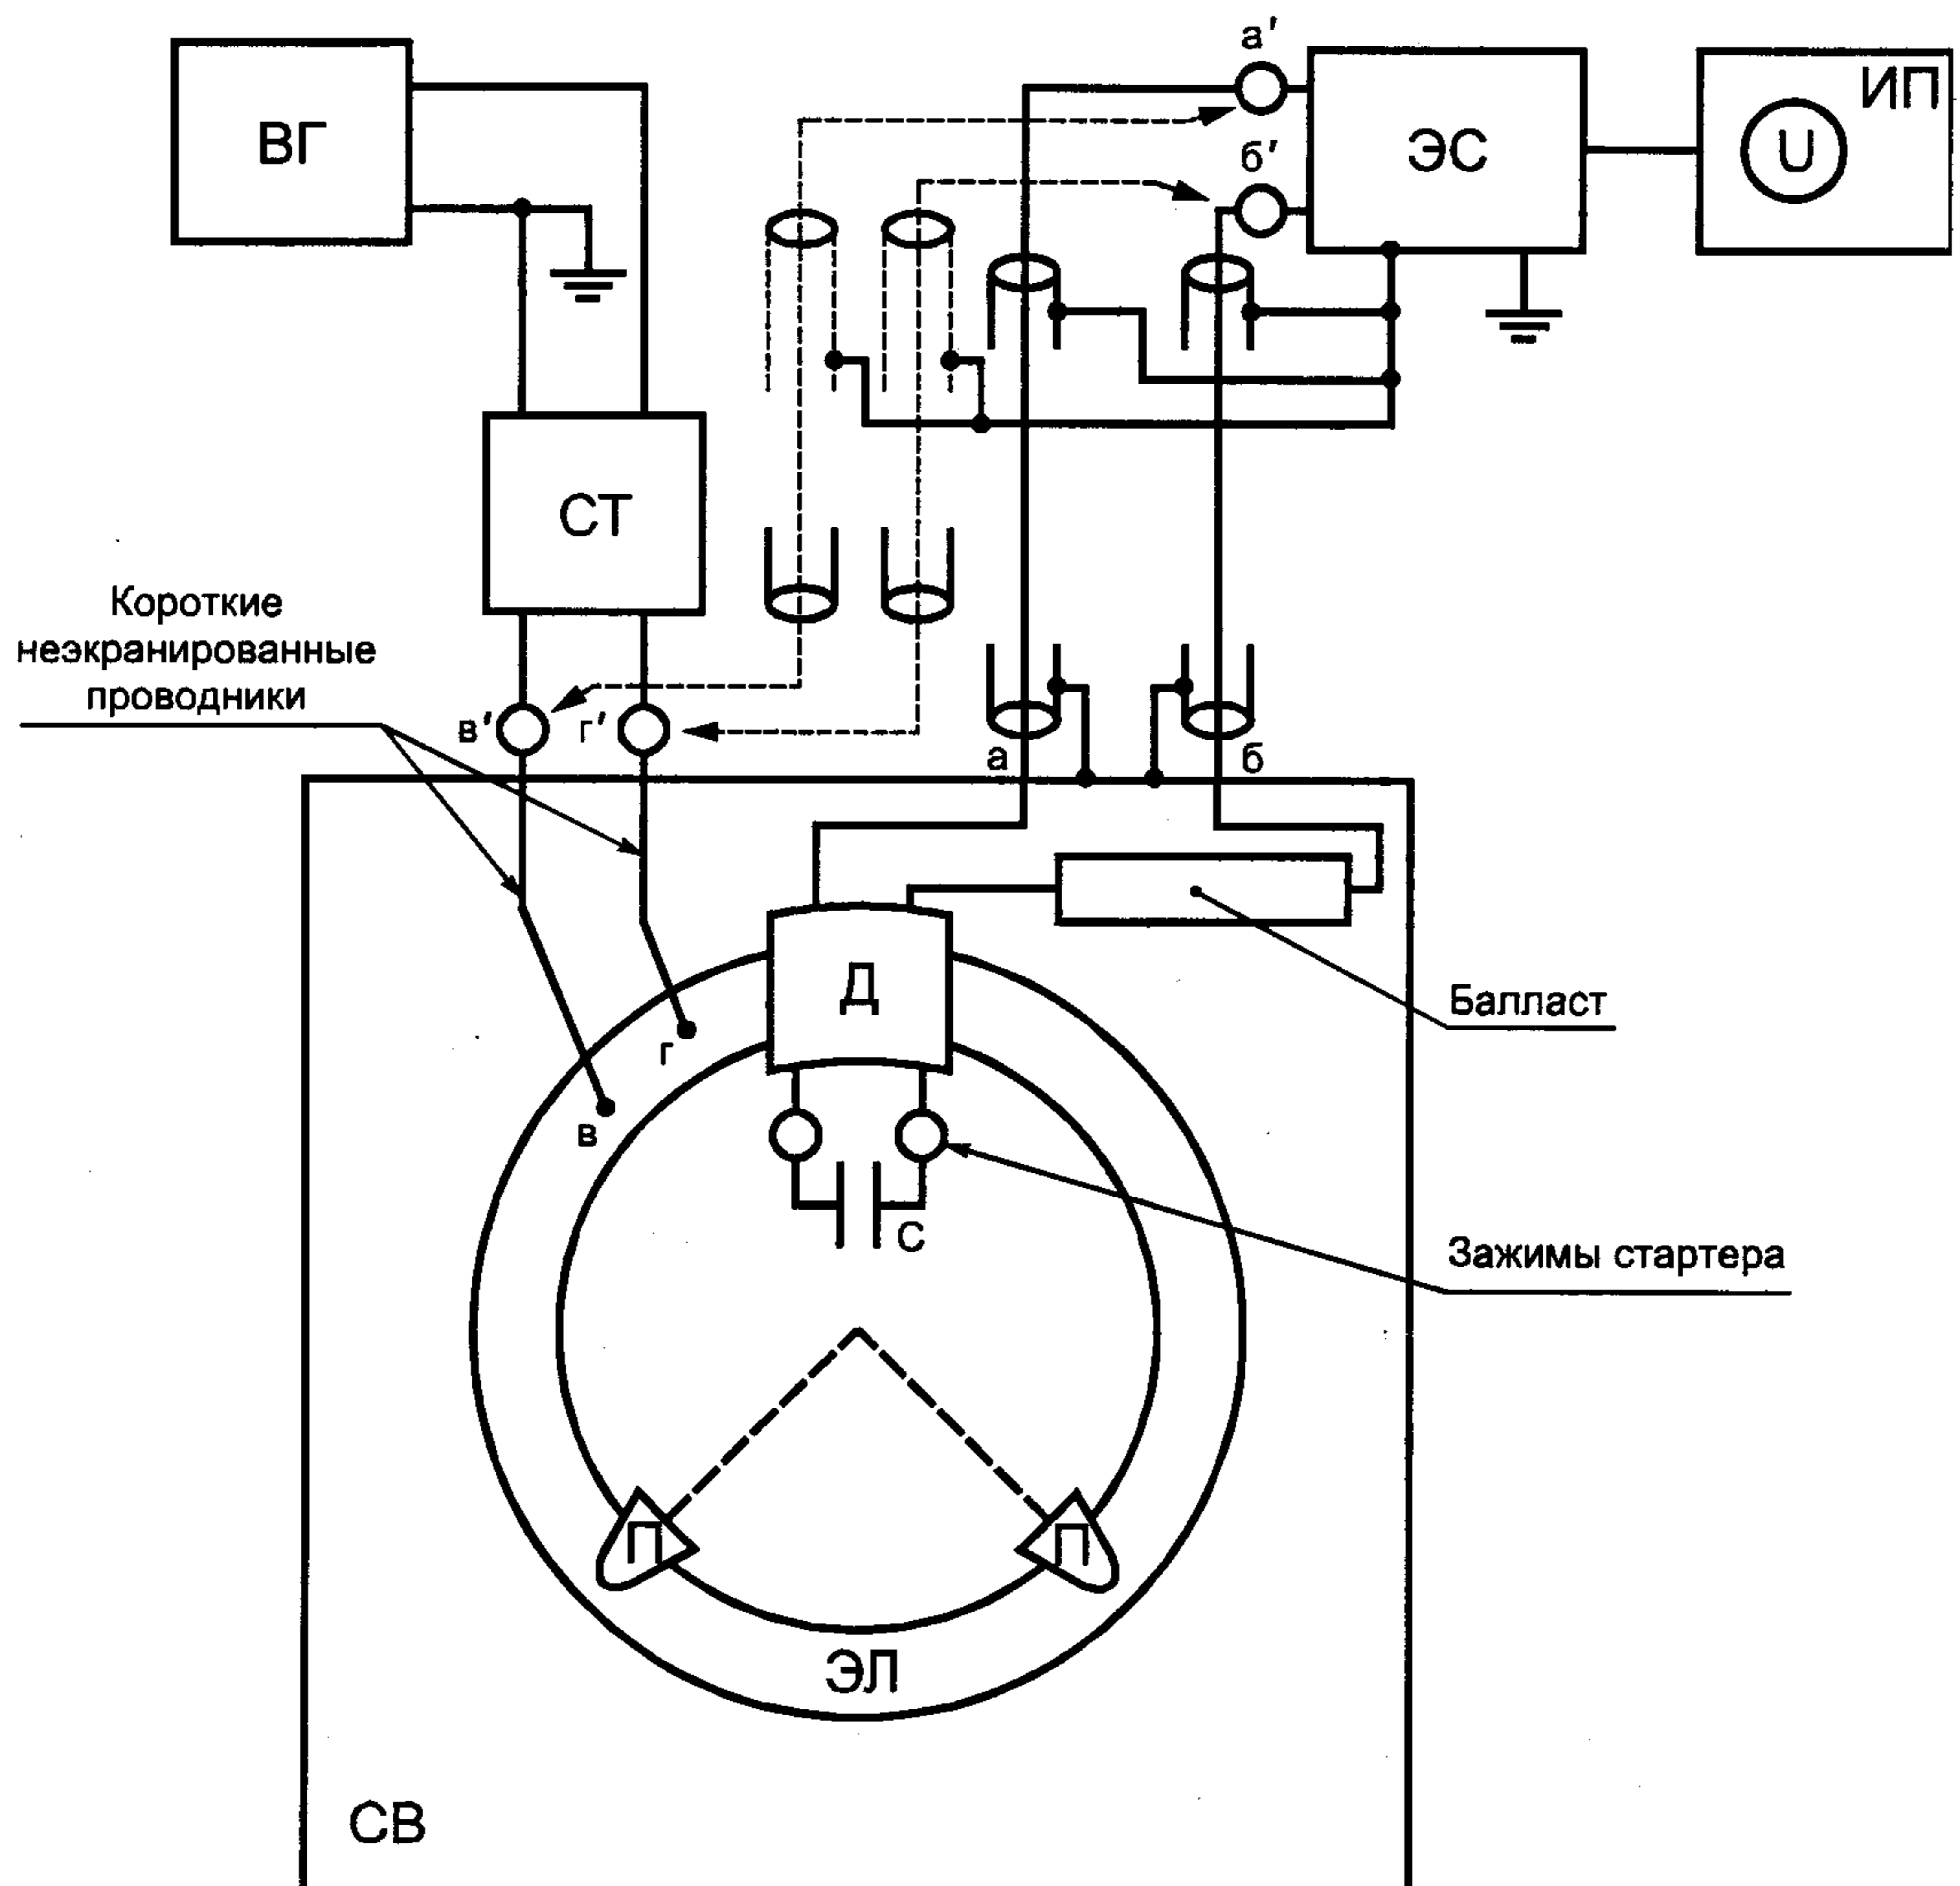 а′
ВГ
ЭС
ИП
U
б′
СТ
Короткие
неэкранированные
проводники
в′
г′
а
б
Д
Балласт
г
в
С
Зажимы стартера
П
П
ЭЛ
СВ